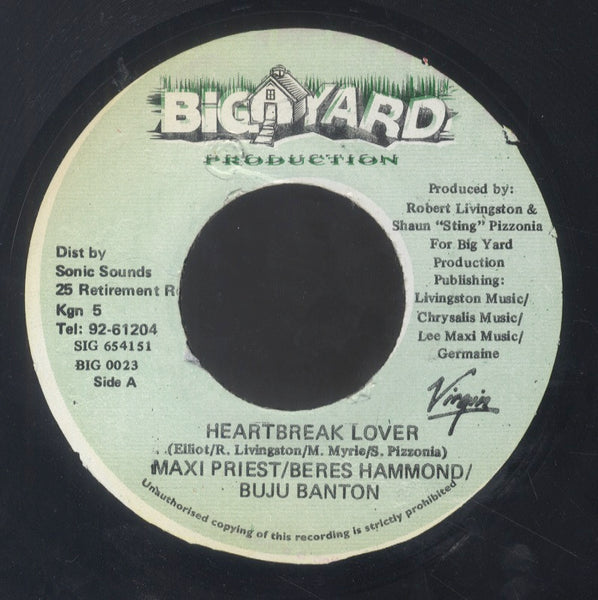 BiG YARD
PRODUCTION
Produced by:
Robert Livingston &
Shaun "Sting" Pizzonia
For Big Yard
Production
Publishing:
Livingston Music/
Chrysalis Music/
Lee Maxi Music/
Germaine
Virgin
Dist by
Sonic Sounds
25 Retirement R
Kgn 5
Tel: 92-61204
SIG 654151
BIG 0023
Side A
HEARTBREAK LOVER
(Elliot/R. Livingston/M. Myrie/S. Pizzonia)
MAXI PRIEST/BERES HAMMOND/
BUJU BANTON
Unauthorised copying of this recording is strictly prohibited